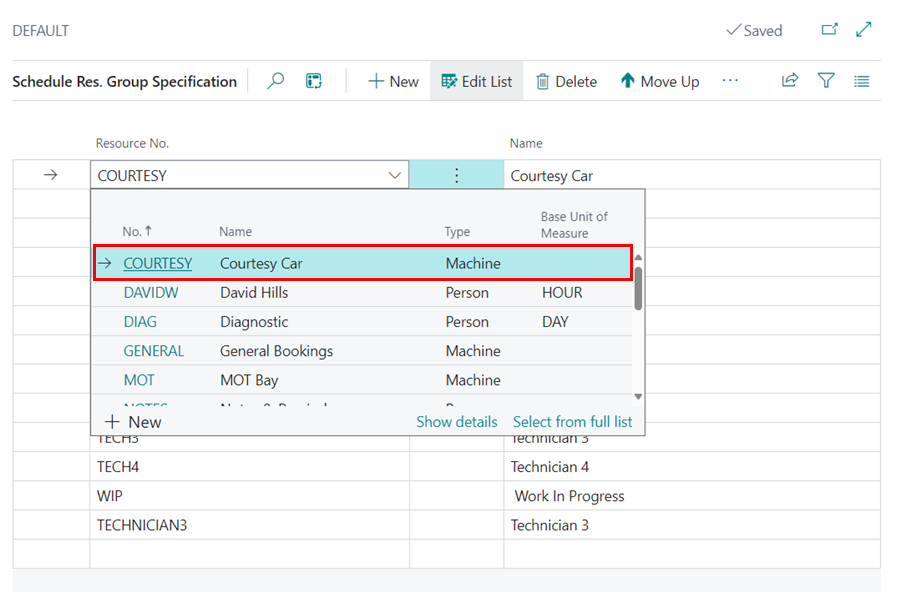 DEFAULT
Saved
Schedule Res. Group Specification
New
Edit List
Delete
Move Up
Resource No.
Name
COURTESY
Courtesy Car
No.↑ Name Type Base Unit of Measure
COURTESY Courtesy Car Machine
DAVIDW David Hills Person HOUR
DIAG Diagnostic Person DAY
GENERAL General Bookings Machine
MOT MOT Bay Machine
New
Show details
Select from full list
TECH3 Technician 3
TECH4 Technician 4
WIP Work In Progress
TECHNICIAN3 Technician 3